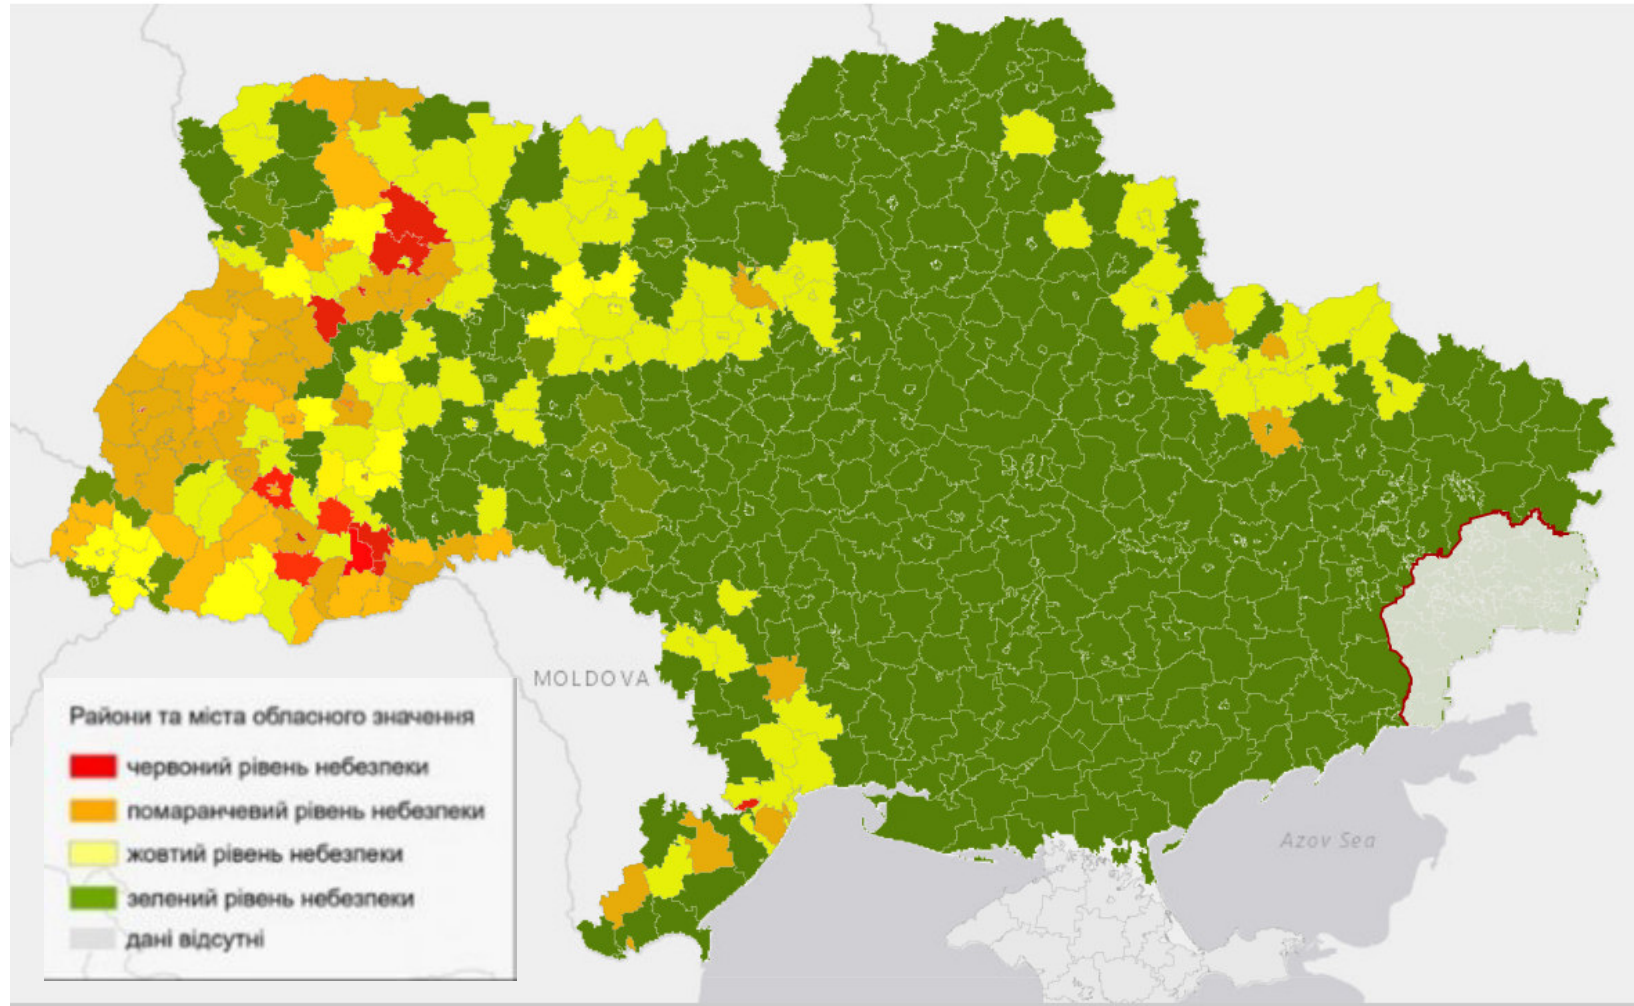 MOLDOVA
Райони та міста обласного значення
червоний рівень небезпеки
помаранчевий рівень небезпеки
жовтий рівень небезпеки
зелений рівень небезпеки
дані відсутні
Azov Sea